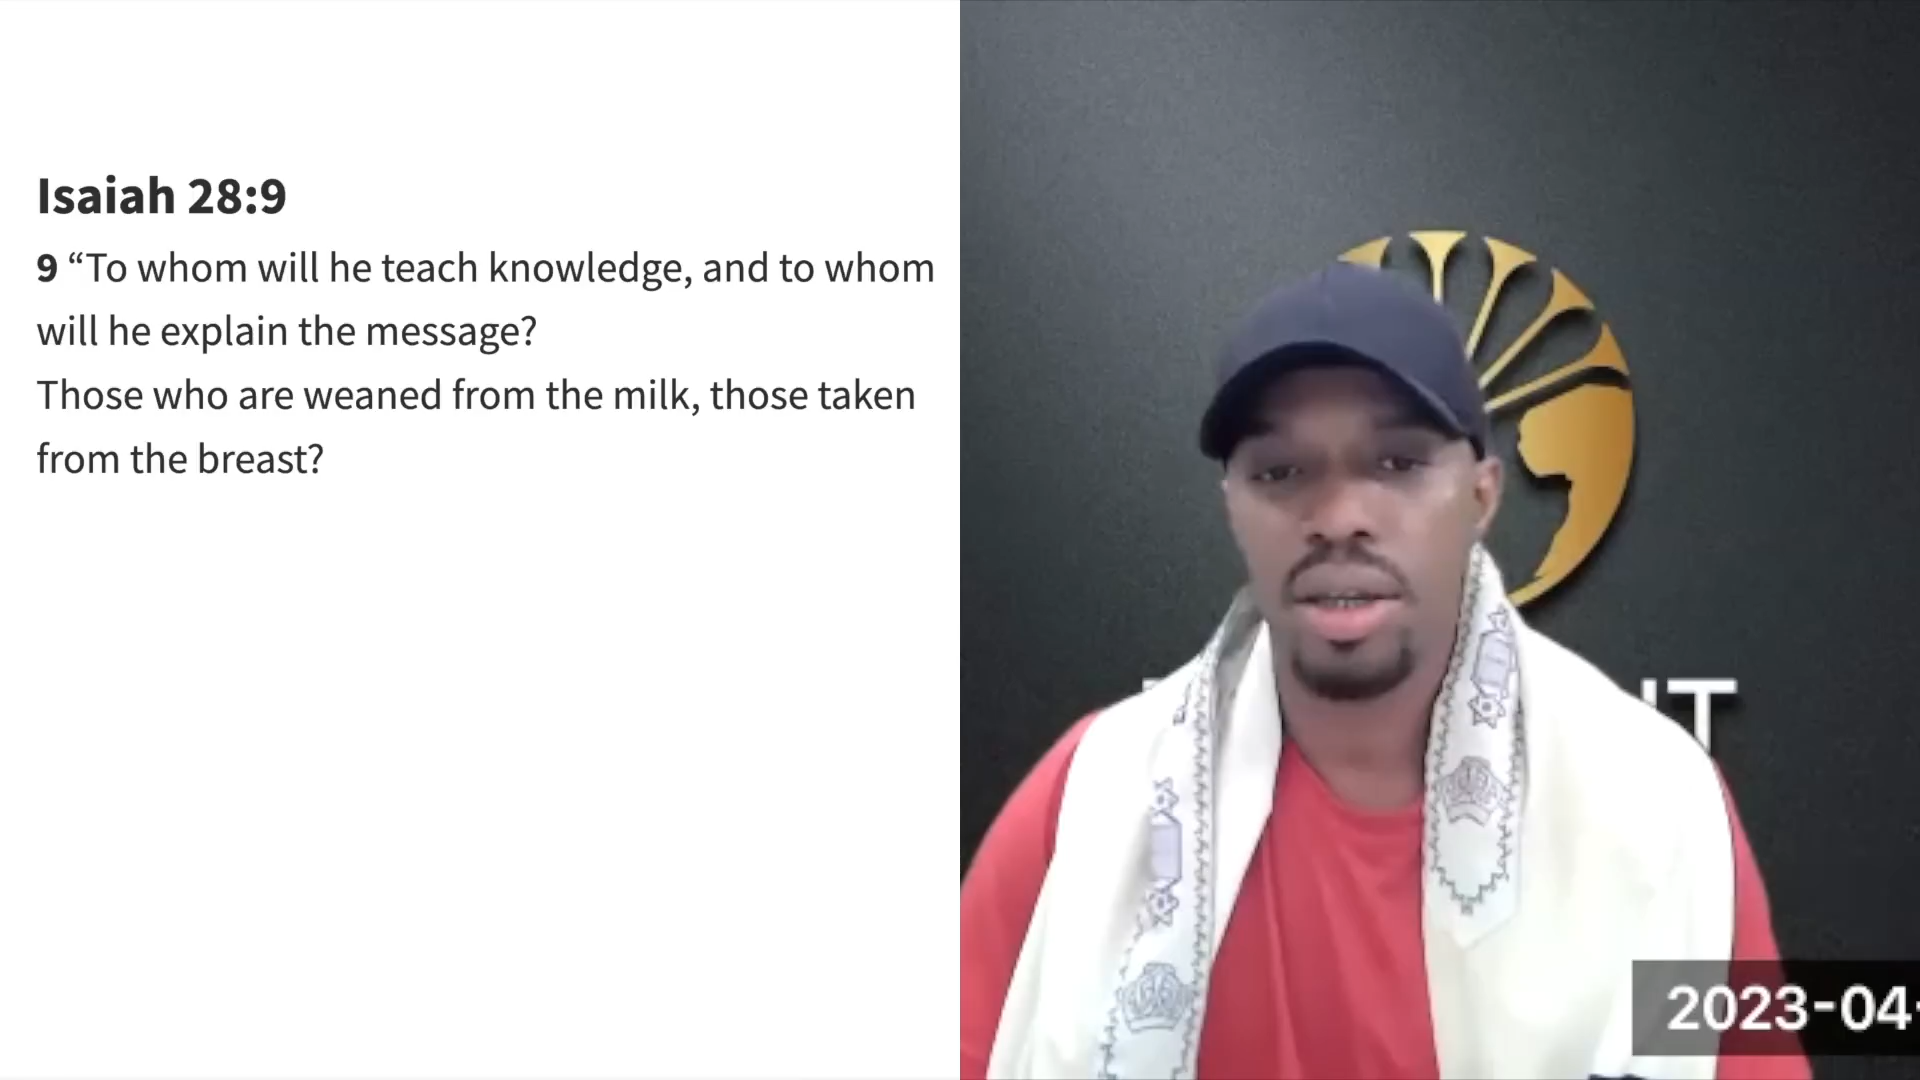 Isaiah 28:9
9 “To whom will he teach knowledge, and to whom
will he explain the message?
Those who are weaned from the milk, those taken
from the breast?
2023-04-